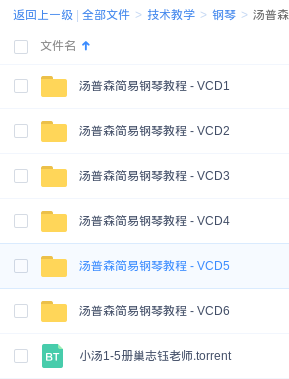 返回上一级 | 全部文件 > 技术教学 > 钢琴 > 汤普森
文件名
汤普森简易钢琴教程 - VCD1
汤普森简易钢琴教程 - VCD2
汤普森简易钢琴教程 - VCD3
汤普森简易钢琴教程 - VCD4
汤普森简易钢琴教程 - VCD5
汤普森简易钢琴教程 - VCD6
BT 小汤1-5册巢志钰老师.torrent